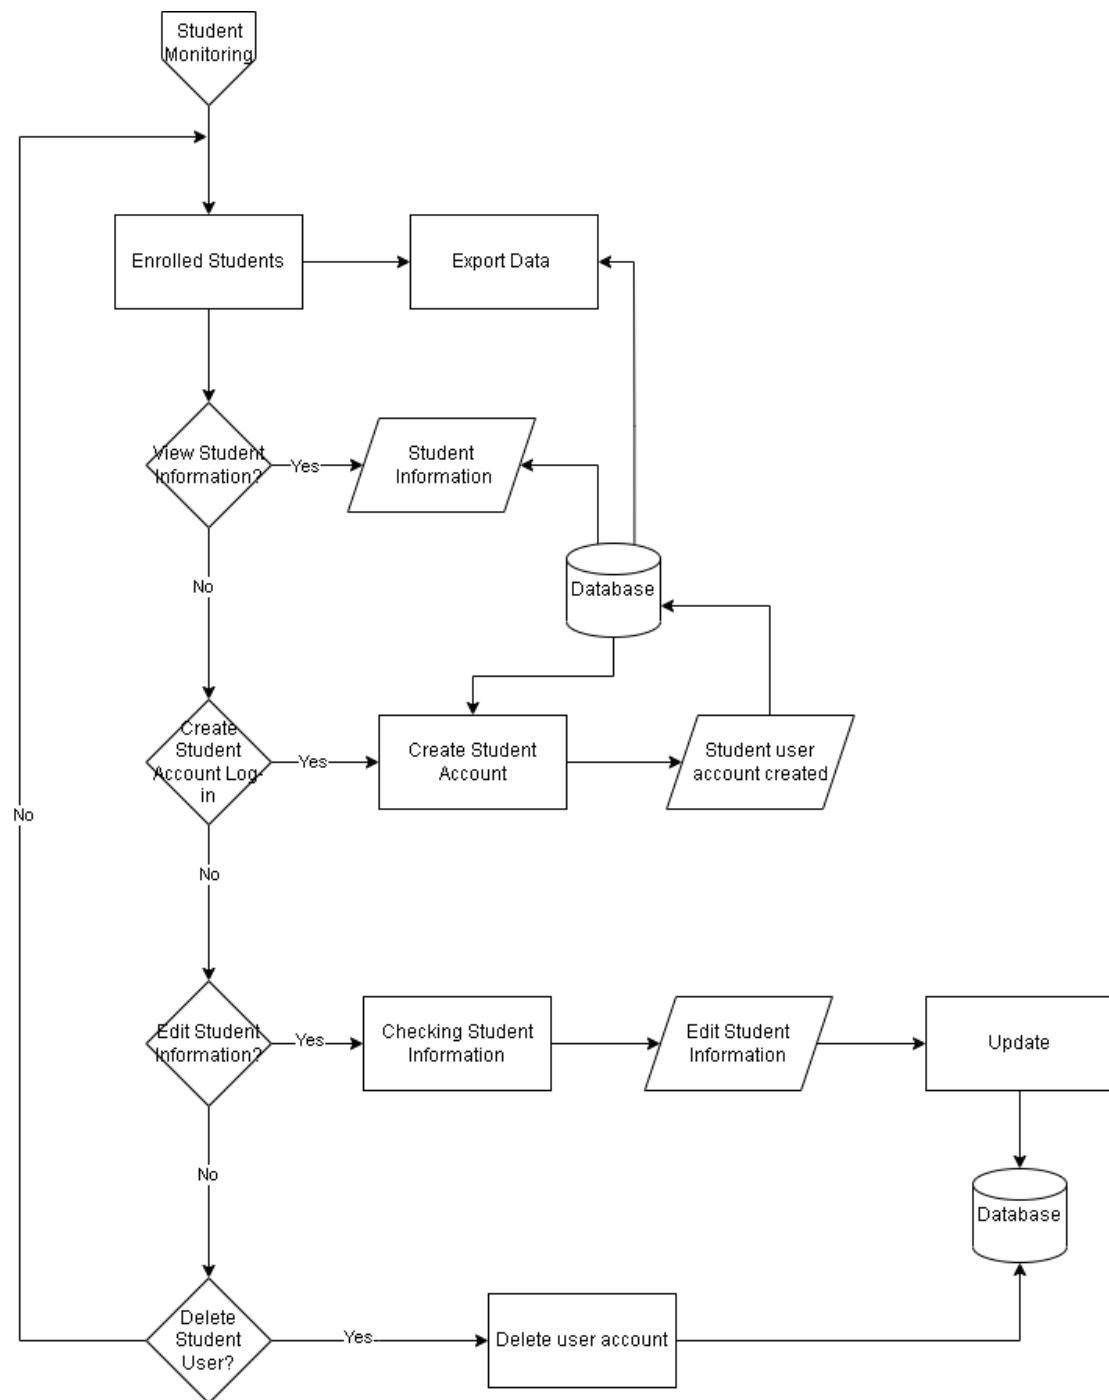 Student
Monitoring
Enrolled Students
Export Data
View Student
Information?
Yes
Student
Information
No
Database
Create
Student
Account Log-
in
Yes
Create Student
Account
Student user
account created
No
No
Edit Student
Information?
Yes
Checking Student
Information
Edit Student
Information
Update
No
Database
Delete
Student
User?
Yes
Delete user account